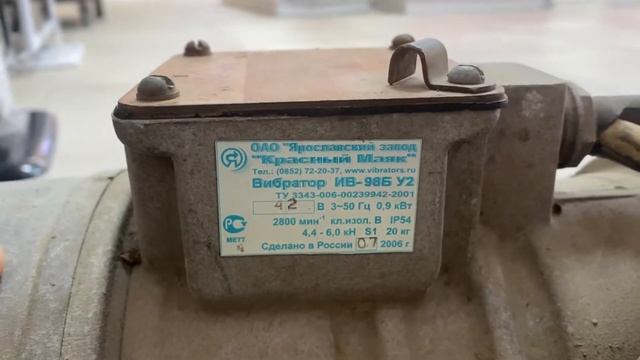 ОАО "Ярославский завод
"Красный Маяк"
Тел.: (0852) 72-20-37, www.vibrators.ru
Вибратор ИВ-98Б У2
ТУ 3343-006-00239942-2001
42 В 3~50 Гц 0,9 кВт
2800 мин⁻¹ кл.изол. В IP54
4,4 - 6,0 кН S1 20 кг
МЕ77
Сделано в России 07 2006 г